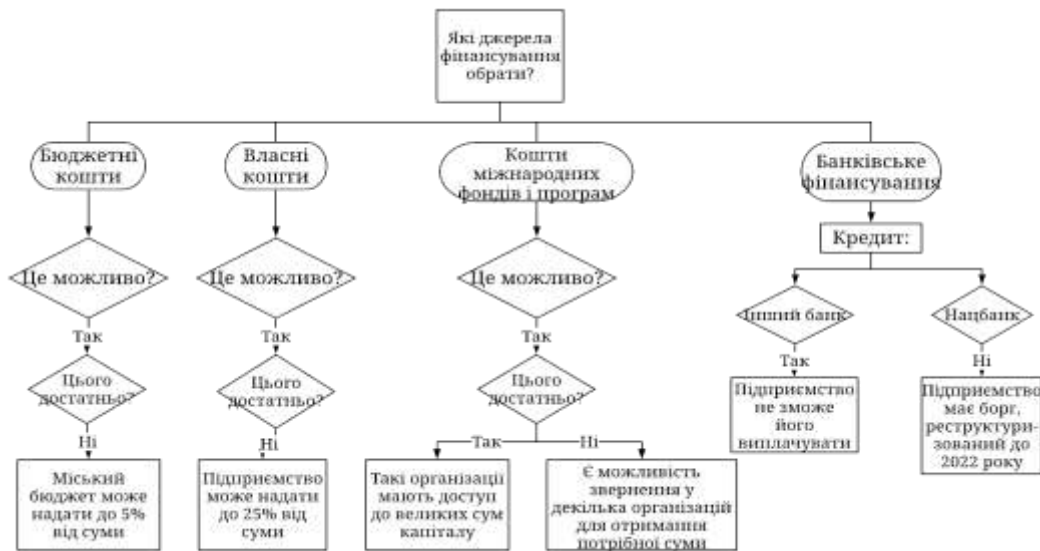 Які джерела
фінансування
обрати?
Бюджетні
кошти
Власні
кошти
Кошти
міжнародних
фондів і програм
Банківське
фінансування
Кредит:
Це можливо?
Це можливо?
Це можливо?
Інший банк
Нацбанк
Так
Так
Так
Так
Ні
Цього
достатньо?
Цього
достатньо?
Цього
достатньо?
Підприємство
не зможе
його
виплачувати
Підприємство
має борг,
реструктури-
зований до
2022 року
Ні
Ні
Так
Ні
Міський
бюджет може
надати до 5%
від суми
Підприємство
може надати
до 25% від
суми
Такі організації
мають доступ
до великих сум
капіталу
Є можливість
звернення у
декілька організацій
для отримання
потрібної суми